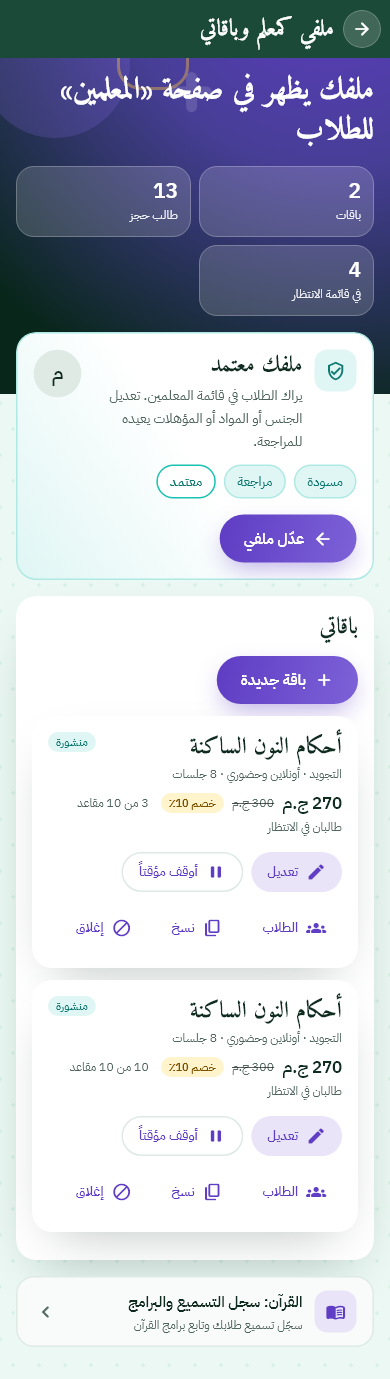 ملفي كمعلم وباقاتي
ملفك يظهر في صفحة «المعلمين»
للطلاب
2
باقات
13
طالب حجز
4
في قائمة الانتظار
ملفك معتمد
م
يراك الطلاب في قائمة المعلمين. تعديل
الجنس أو المواد أو المؤهلات يعيده
للمراجعة.
مسودة
مراجعة
معتمد
عدّل ملفي
باقاتي
باقة جديدة
أحكام النون الساكنة
منشورة
التجويد · أونلاين وحضوري · 8 جلسات
270 ج.م 300 ج.م خصم 10٪ 3 من 10 مقاعد
طالبان في الانتظار
تعديل
أوقف مؤقتاً
الطلاب
نسخ
إغلاق
أحكام النون الساكنة
منشورة
التجويد · أونلاين وحضوري · 8 جلسات
270 ج.م 300 ج.م خصم 10٪ 10 من 10 مقاعد
طالبان في الانتظار
تعديل
أوقف مؤقتاً
الطلاب
نسخ
إغلاق
القرآن: سجل التسميع والبرامج
سجّل تسميع طلابك وتابع برامج القرآن